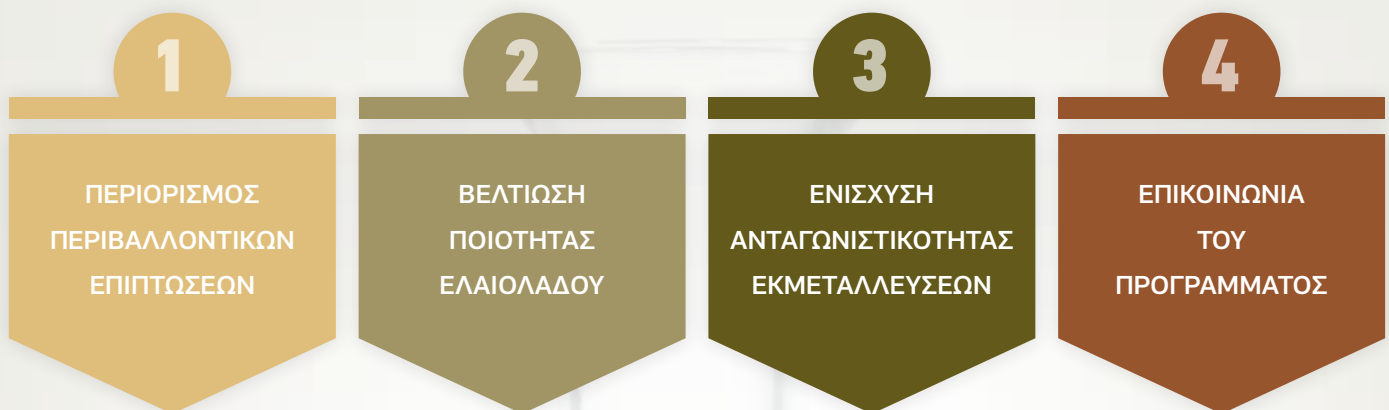 1
ΠΕΡΙΟΡΙΣΜΟΣ
ΠΕΡΙΒΑΛΛΟΝΤΙΚΩΝ
ΕΠΙΠΤΩΣΕΩΝ
2
ΒΕΛΤΙΩΣΗ
ΠΟΙΟΤΗΤΑΣ
ΕΛΑΙΟΛΑΔΟΥ
3
ΕΝΙΣΧΥΣΗ
ΑΝΤΑΓΩΝΙΣΤΙΚΟΤΗΤΑΣ
ΕΚΜΕΤΑΛΛΕΥΣΕΩΝ
4
ΕΠΙΚΟΙΝΩΝΙΑ
ΤΟΥ
ΠΡΟΓΡΑΜΜΑΤΟΣ